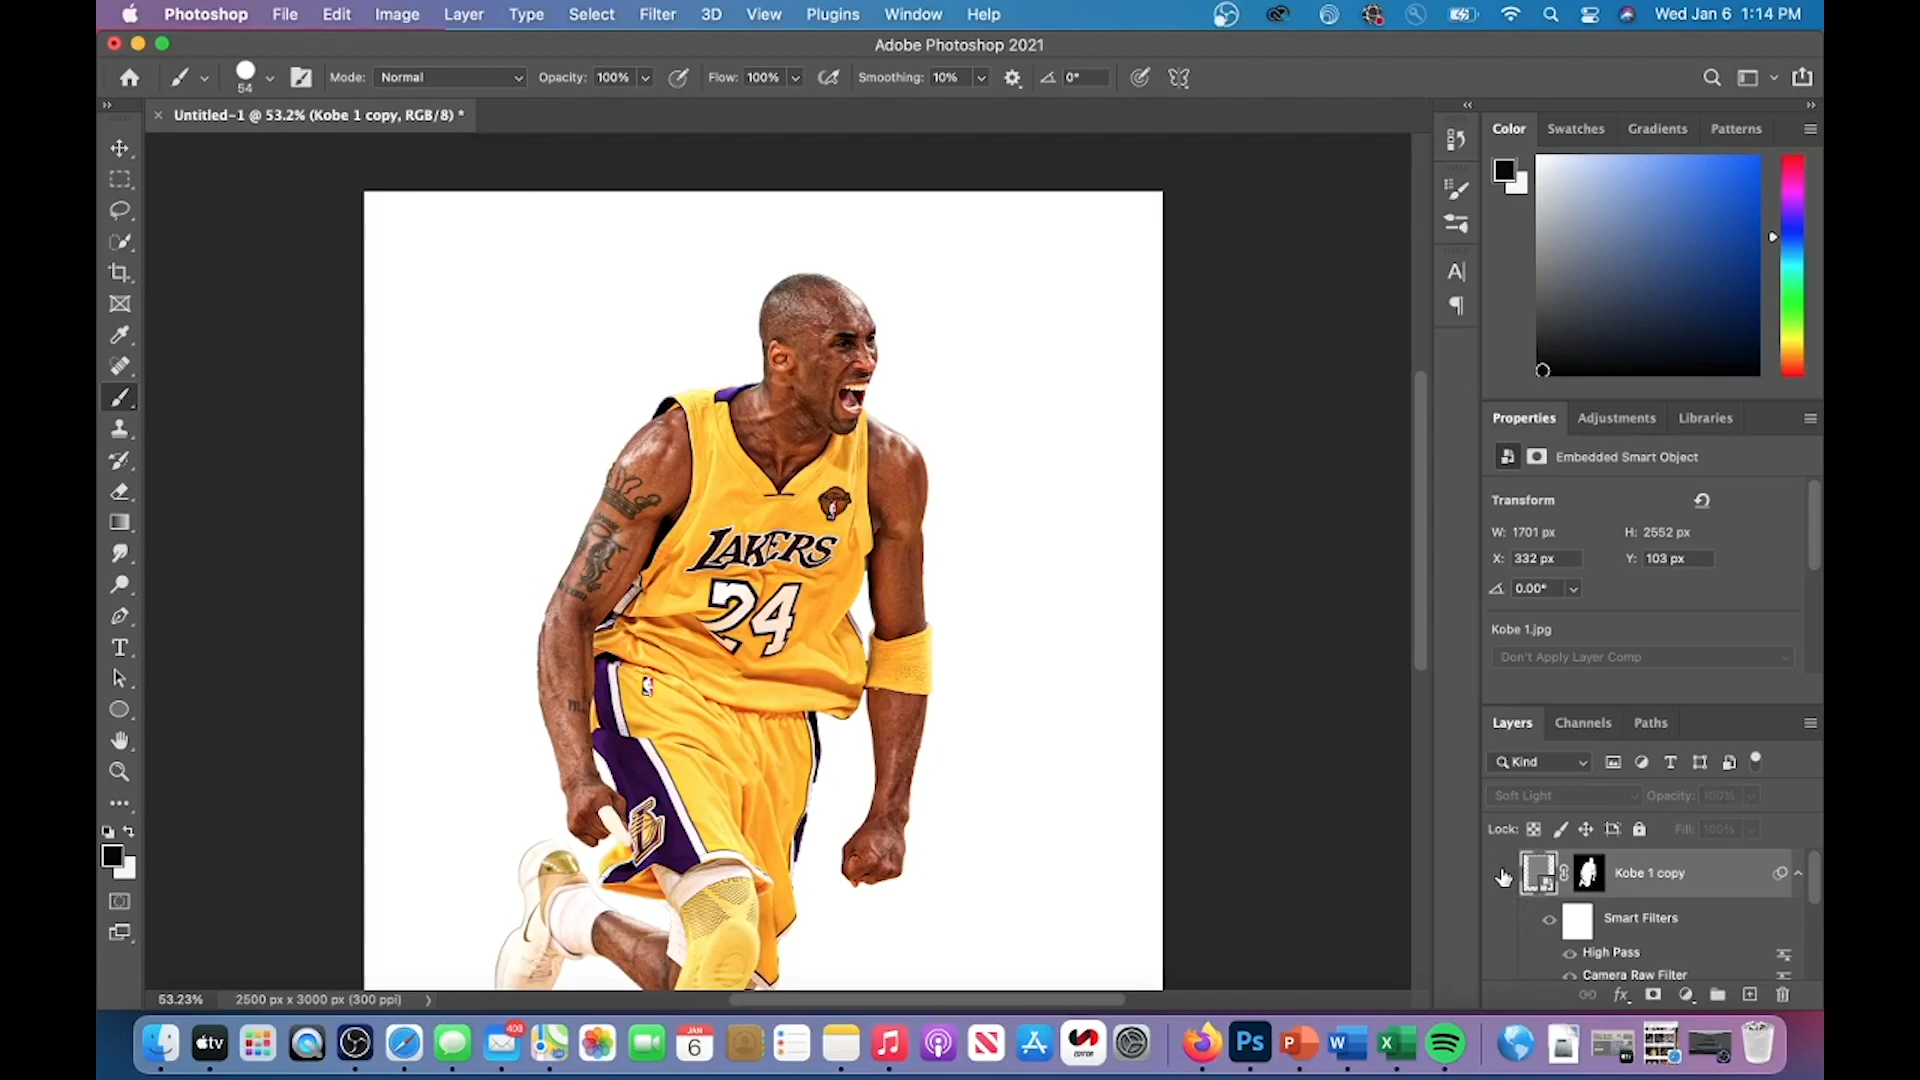 Photoshop File Edit Image Layer Type Select Filter 3D View Plugins Window Help Wed Jan 6 1:14 PM
Adobe Photoshop 2021
54 Mode: Normal Opacity: 100% Flow: 100% Smoothing: 10% 0°
Untitled-1 @ 53.2% (Kobe 1 copy, RGB/8) *
Color Swatches Gradients Patterns
Properties Adjustments Libraries
Embedded Smart Object
Transform
W: 1701 px H: 2552 px
X: 332 px Y: 103 px
0.00°
Kobe 1.jpg
Don't Apply Layer Comp
LAKERS
24
Layers Channels Paths
Kind
Soft Light Opacity: 100%
Lock: Fill: 100%
Kobe 1 copy
Smart Filters
High Pass
Camera Raw Filter
53.23% 2500 px x 3000 px (300 ppi)
tv 403 JAN 6 Ps P W X